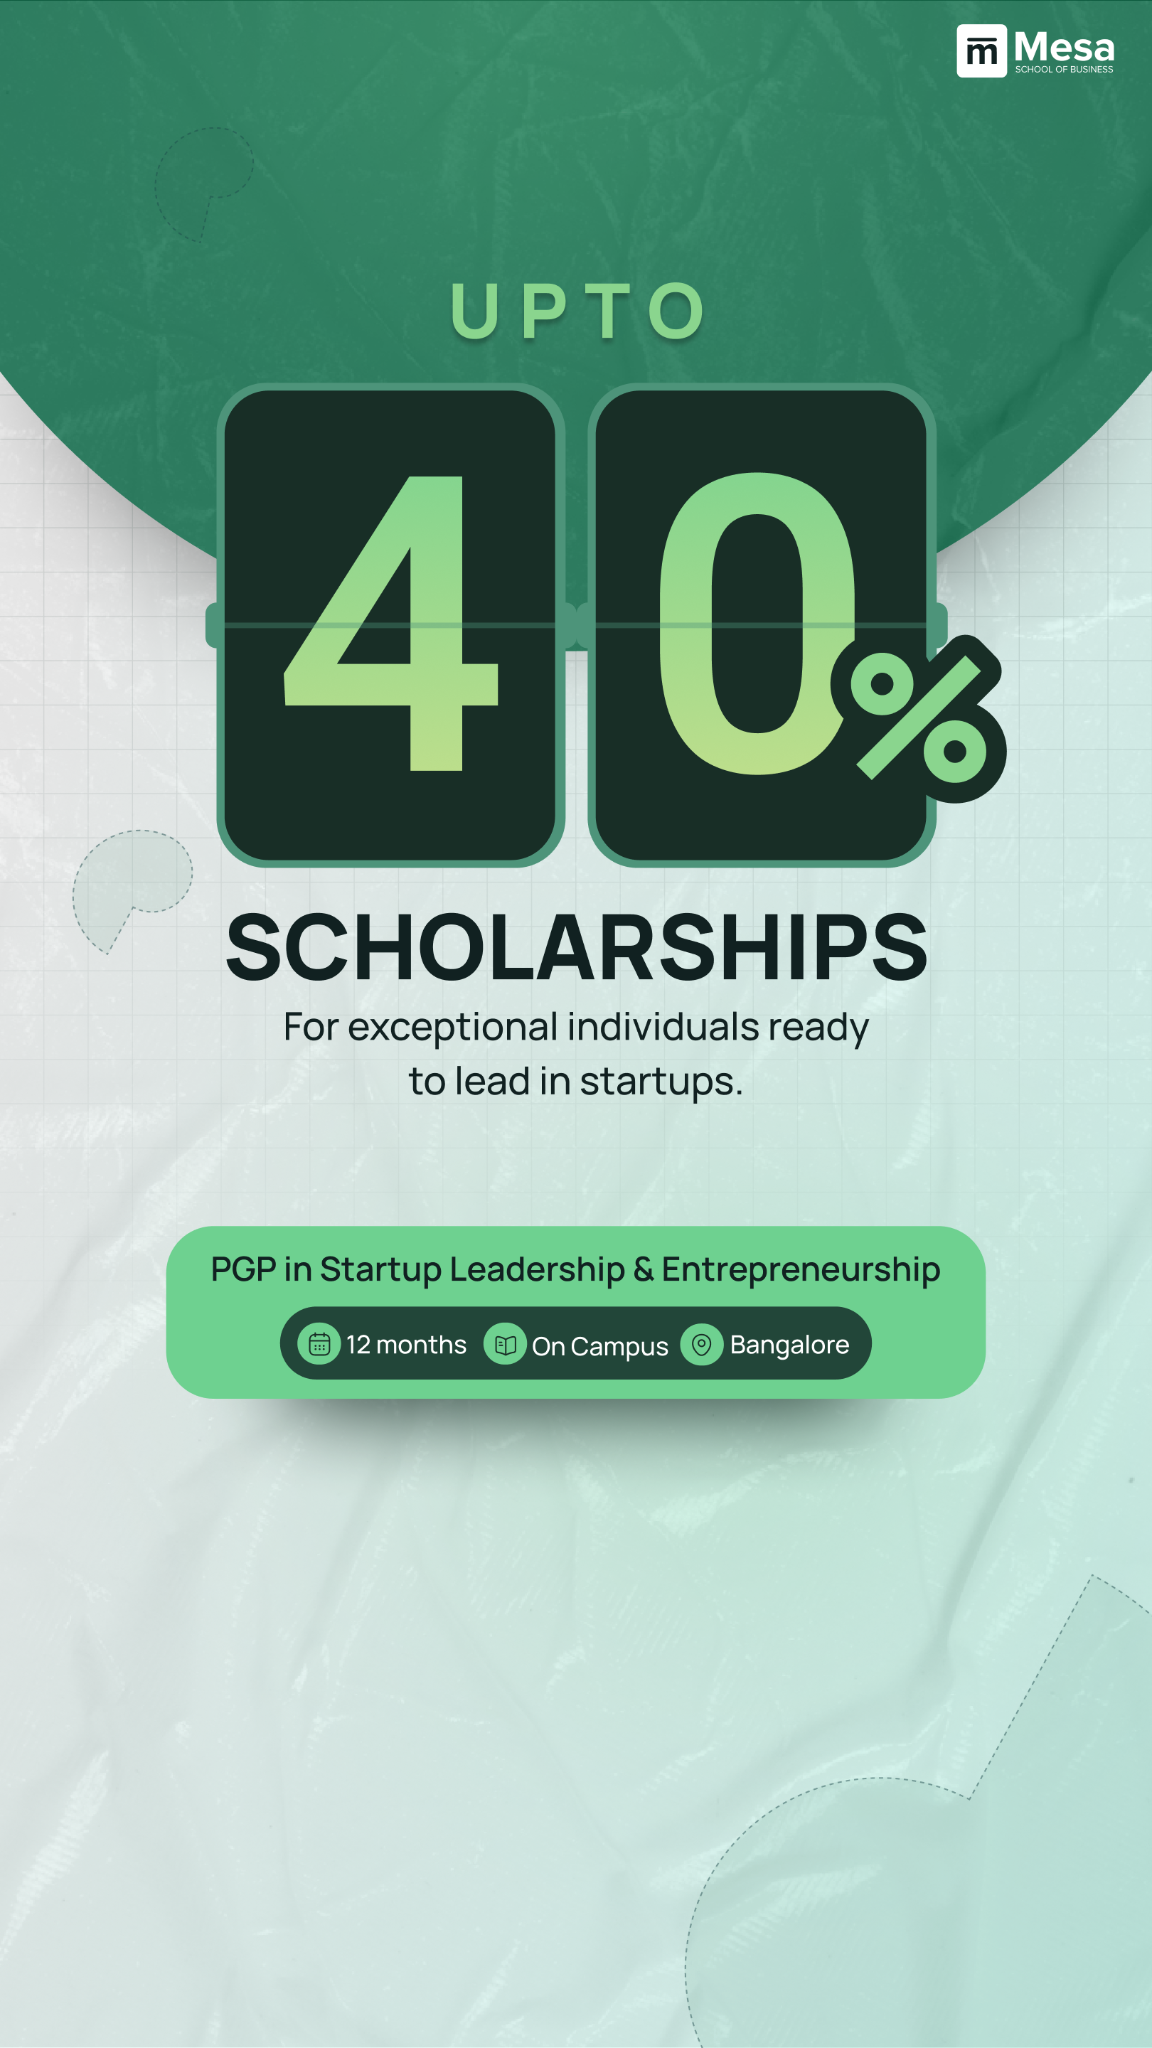 m Mesa
SCHOOL OF BUSINESS
UPTO
40%
SCHOLARSHIPS
For exceptional individuals ready
to lead in startups.
PGP in Startup Leadership & Entrepreneurship
12 months On Campus Bangalore